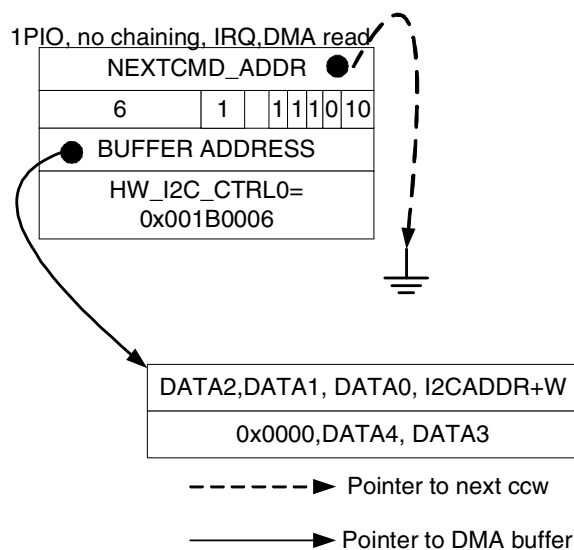 1PIO, no chaining, IRQ,DMA read
NEXTCMD_ADDR
6 1 1 1 1 0 10
BUFFER ADDRESS
HW_I2C_CTRL0=
0x001B0006
DATA2,DATA1, DATA0, I2CADDR+W
0x0000,DATA4, DATA3
Pointer to next ccw
Pointer to DMA buffer